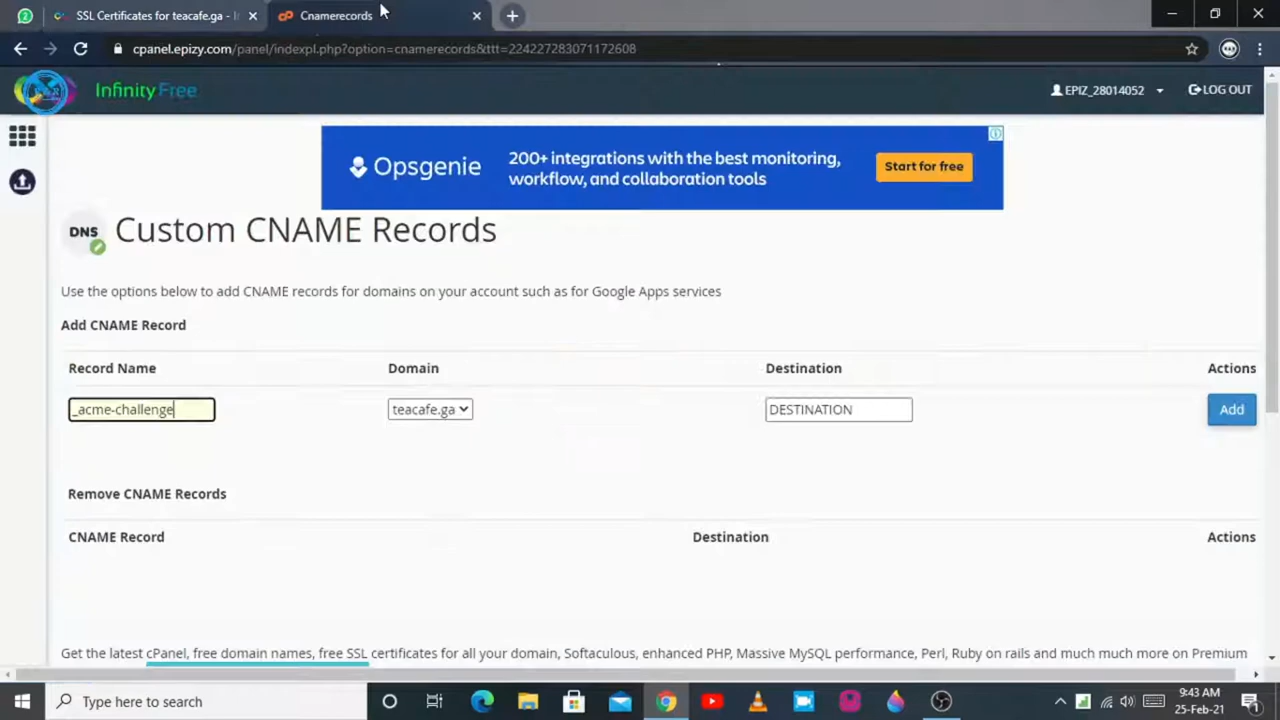 SSL Certificates for teacafe.ga - I
Cnamerecords
cpanel.epizy.com/panel/indexpl.php?option=cnamerecords&ttt=224227283071172608
InfinityFree
EPIZ_28014052
LOG OUT
Opsgenie
200+ integrations with the best monitoring,
workflow, and collaboration tools
Start for free
DNS
Custom CNAME Records
Use the options below to add CNAME records for domains on your account such as for Google Apps services
Add CNAME Record
Record Name
Domain
Destination
Actions
_acme-challenge
teacafe.ga
DESTINATION
Add
Remove CNAME Records
CNAME Record
Destination
Actions
Get the latest cPanel, free domain names, free SSL certificates for all your domain, Softaculous, enhanced PHP, Massive MySQL performance, Perl, Ruby on rails and much much more on Premium
Type here to search
9:43 AM
25-Feb-21